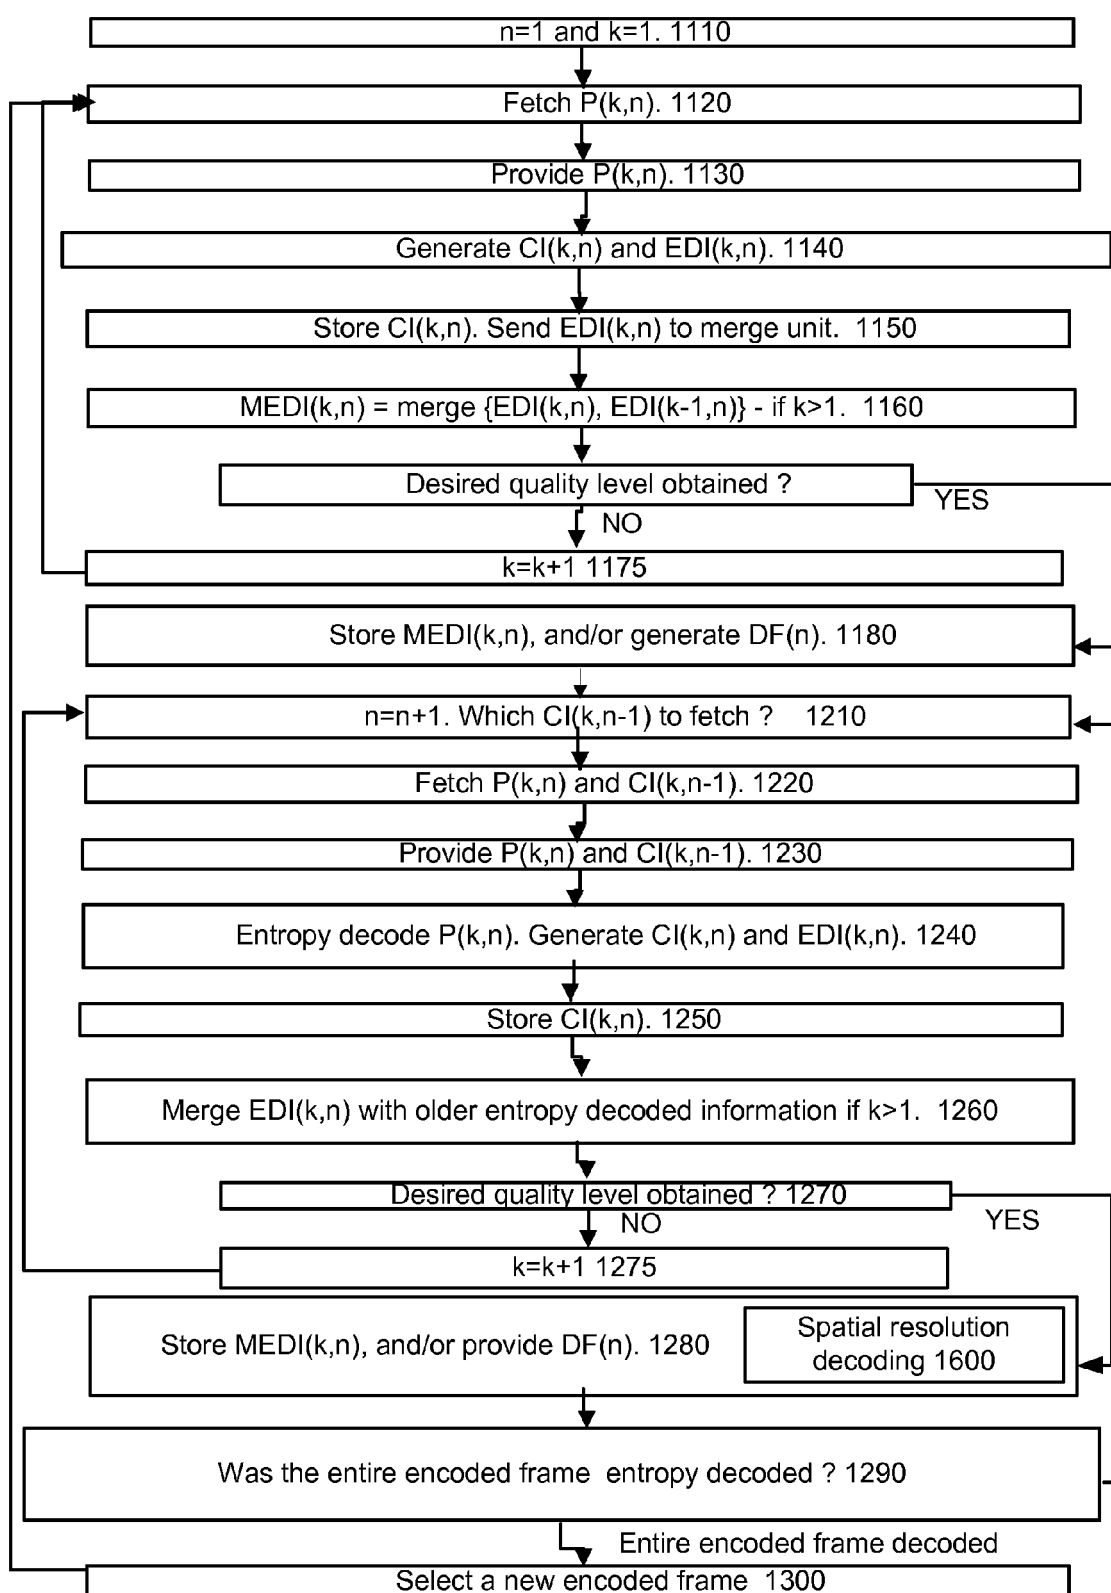 n=1 and k=1. 1110
Fetch P(k,n). 1120
Provide P(k,n). 1130
Generate CI(k,n) and EDI(k,n). 1140
Store CI(k,n). Send EDI(k,n) to merge unit. 1150
MEDI(k,n) = merge {EDI(k,n), EDI(k-1,n)} - if k>1. 1160
Desired quality level obtained ?
YES
NO
k=k+1 1175
Store MEDI(k,n), and/or generate DF(n). 1180
n=n+1. Which CI(k,n-1) to fetch ? 1210
Fetch P(k,n) and CI(k,n-1). 1220
Provide P(k,n) and CI(k,n-1). 1230
Entropy decode P(k,n). Generate CI(k,n) and EDI(k,n). 1240
Store CI(k,n). 1250
Merge EDI(k,n) with older entropy decoded information if k>1. 1260
Desired quality level obtained ? 1270
NO
YES
k=k+1 1275
Store MEDI(k,n), and/or provide DF(n). 1280
Spatial resolution
decoding 1600
Was the entire encoded frame entropy decoded ? 1290
Entire encoded frame decoded
Select a new encoded frame 1300